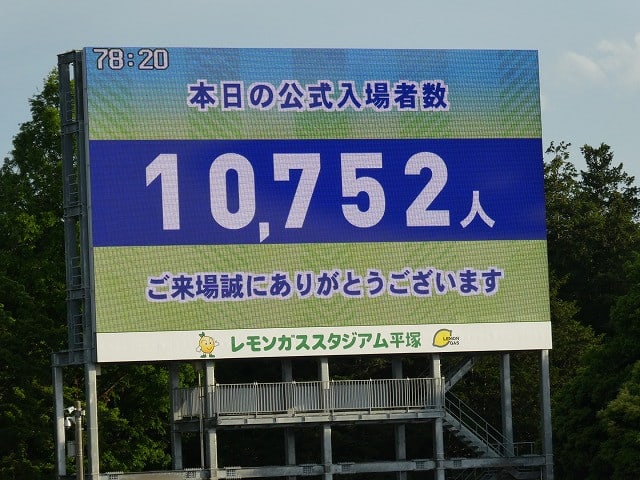 78:20
本日の公式入場者数
10,752人
ご来場誠にありがとうございます
レモンガススタジアム平塚
LEMON GAS